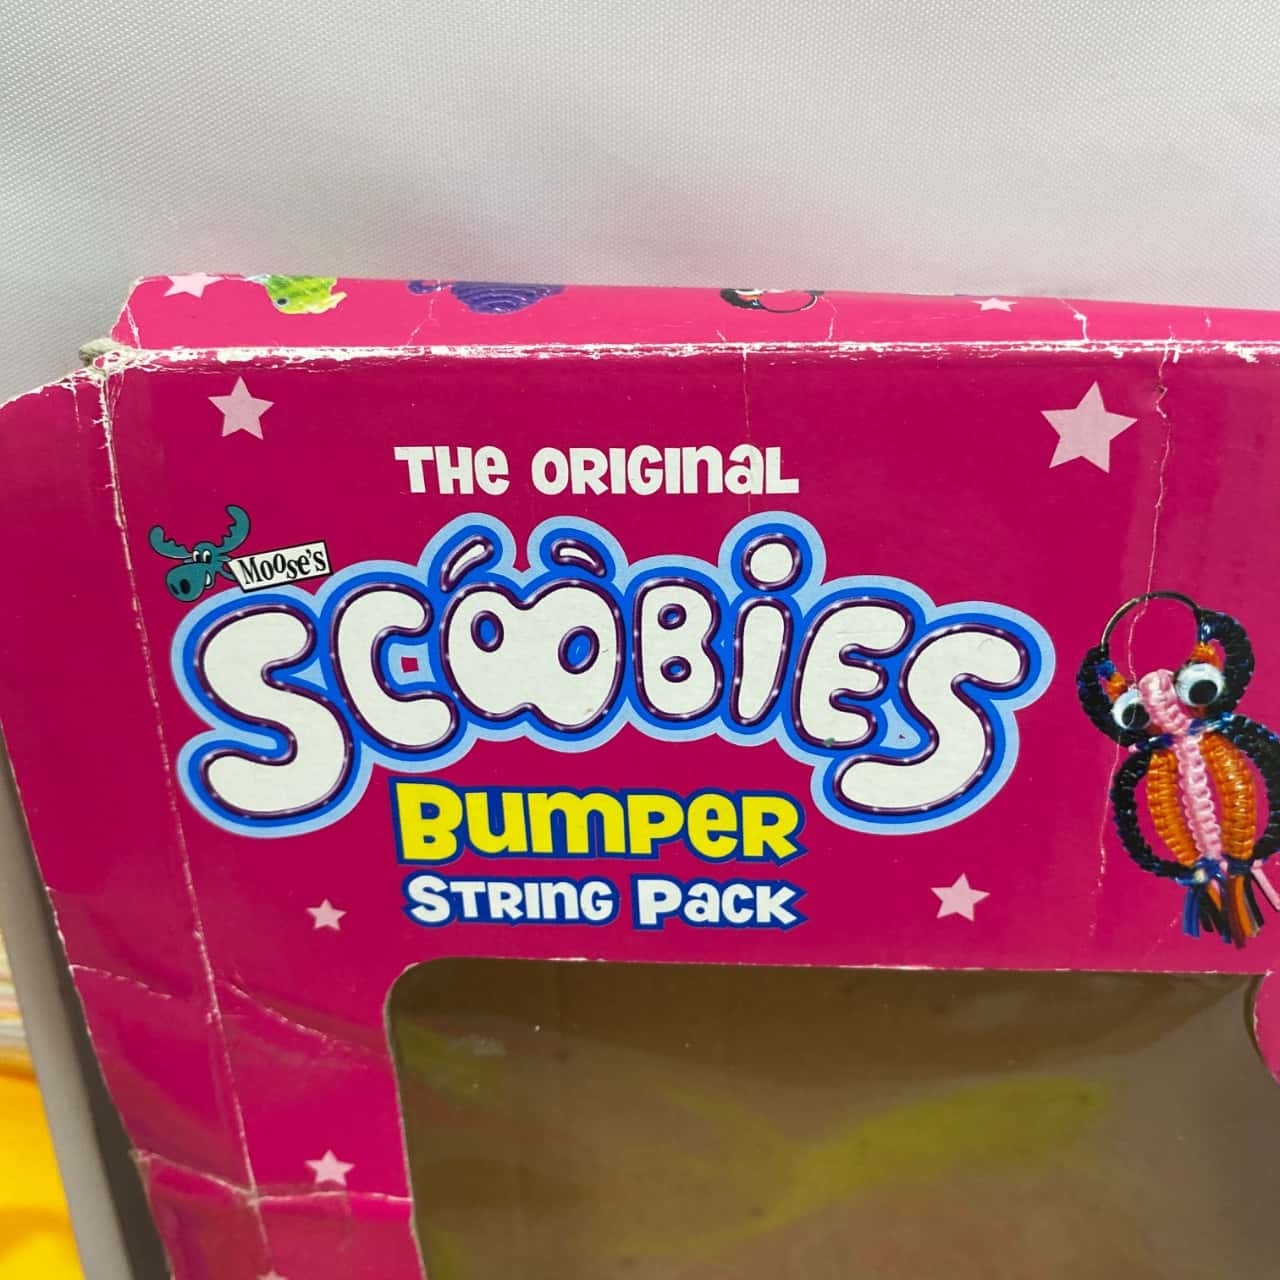 THE ORIGINAL
Moose's
SCOOBIES
BUMPER
STRING PACK